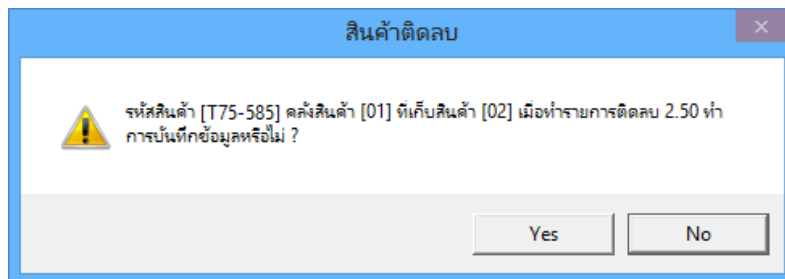 สินค้าติดลบ
รหัสสินค้า [T75-585] คลังสินค้า [01] ที่เก็บสินค้า [02] เมื่อทำรายการติดลบ 2.50 ทำ
การบันทึกข้อมูลหรือไม่ ?
Yes
No